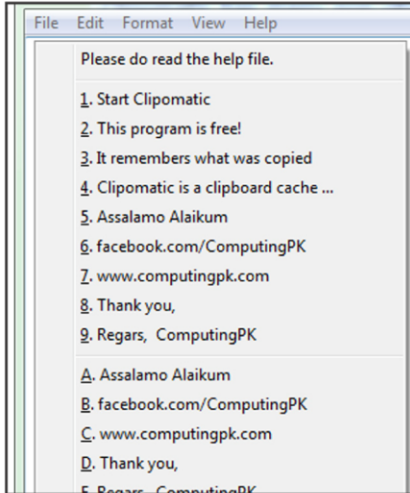 File Edit Format View Help
Please do read the help file.
1. Start Clipomatic
2. This program is free!
3. It remembers what was copied
4. Clipomatic is a clipboard cache ...
5. Assalamo Alaikum
6. facebook.com/ComputingPK
7. www.computingpk.com
8. Thank you,
9. Regars, ComputingPK
A. Assalamo Alaikum
B. facebook.com/ComputingPK
C. www.computingpk.com
D. Thank you,
E. Regars, ComputingPK